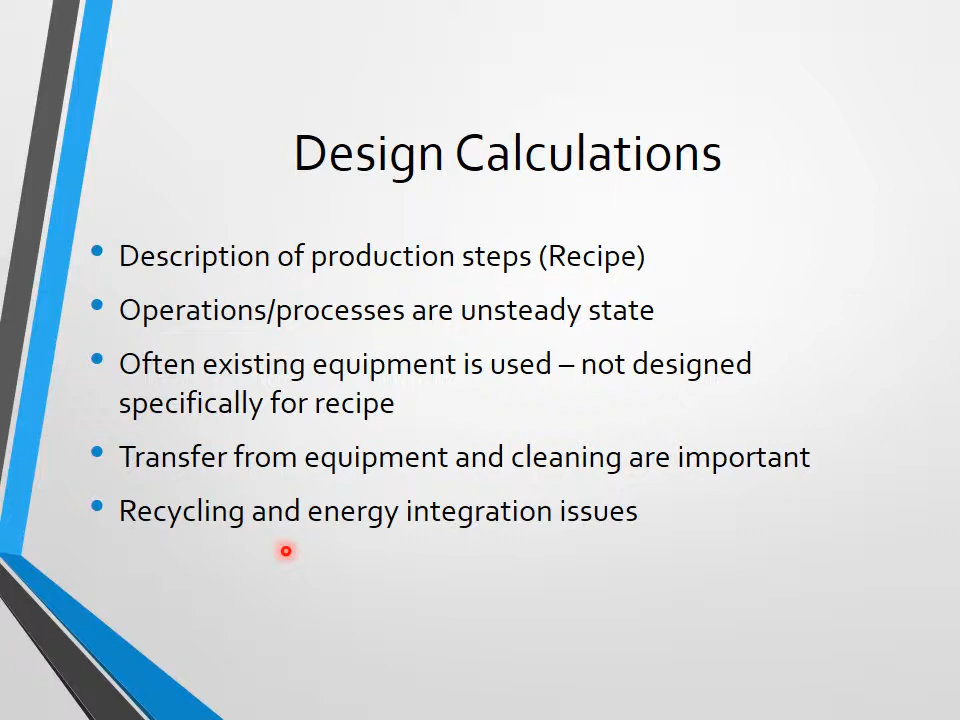 Design Calculations
Description of production steps (Recipe)
Operations/processes are unsteady state
Often existing equipment is used – not designed
specifically for recipe
Transfer from equipment and cleaning are important
Recycling and energy integration issues